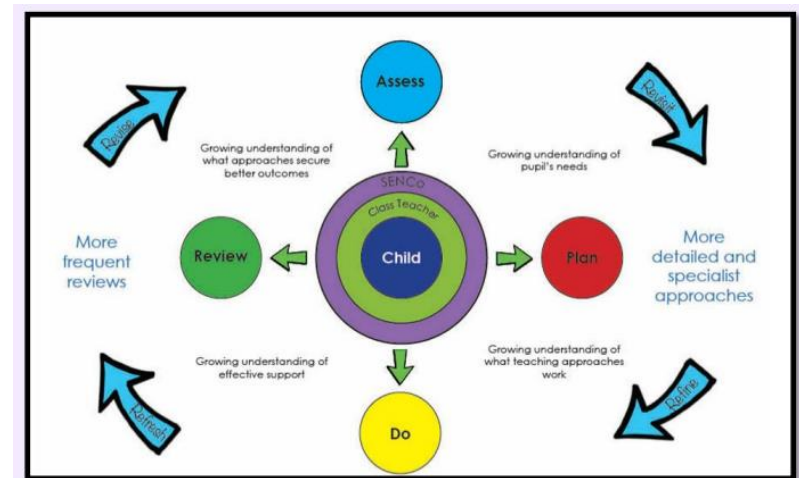 Assess
Revise
Revisit
Growing understanding of
what approaches secure
better outcomes
Growing understanding of
pupil's needs
SENCo
Class Teacher
Child
Review
Plan
More
frequent
reviews
More
detailed and
specialist
approaches
Growing understanding of
effective support
Growing understanding of
what teaching approaches
work
Refresh
Refine
Do